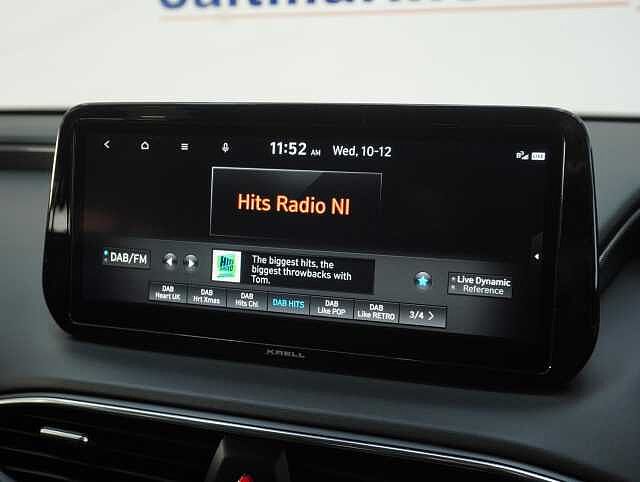 11:52 AM Wed, 10-12
LIVE
Hits Radio NI
DAB/FM
The biggest hits, the
biggest throwbacks with
Tom.
Live Dynamic
Reference
DAB
Heart UK
DAB
Hrt Xmas
DAB
Hits Chl.
DAB HITS
DAB
Like POP
DAB
Like RETRO
3/4
KRELL